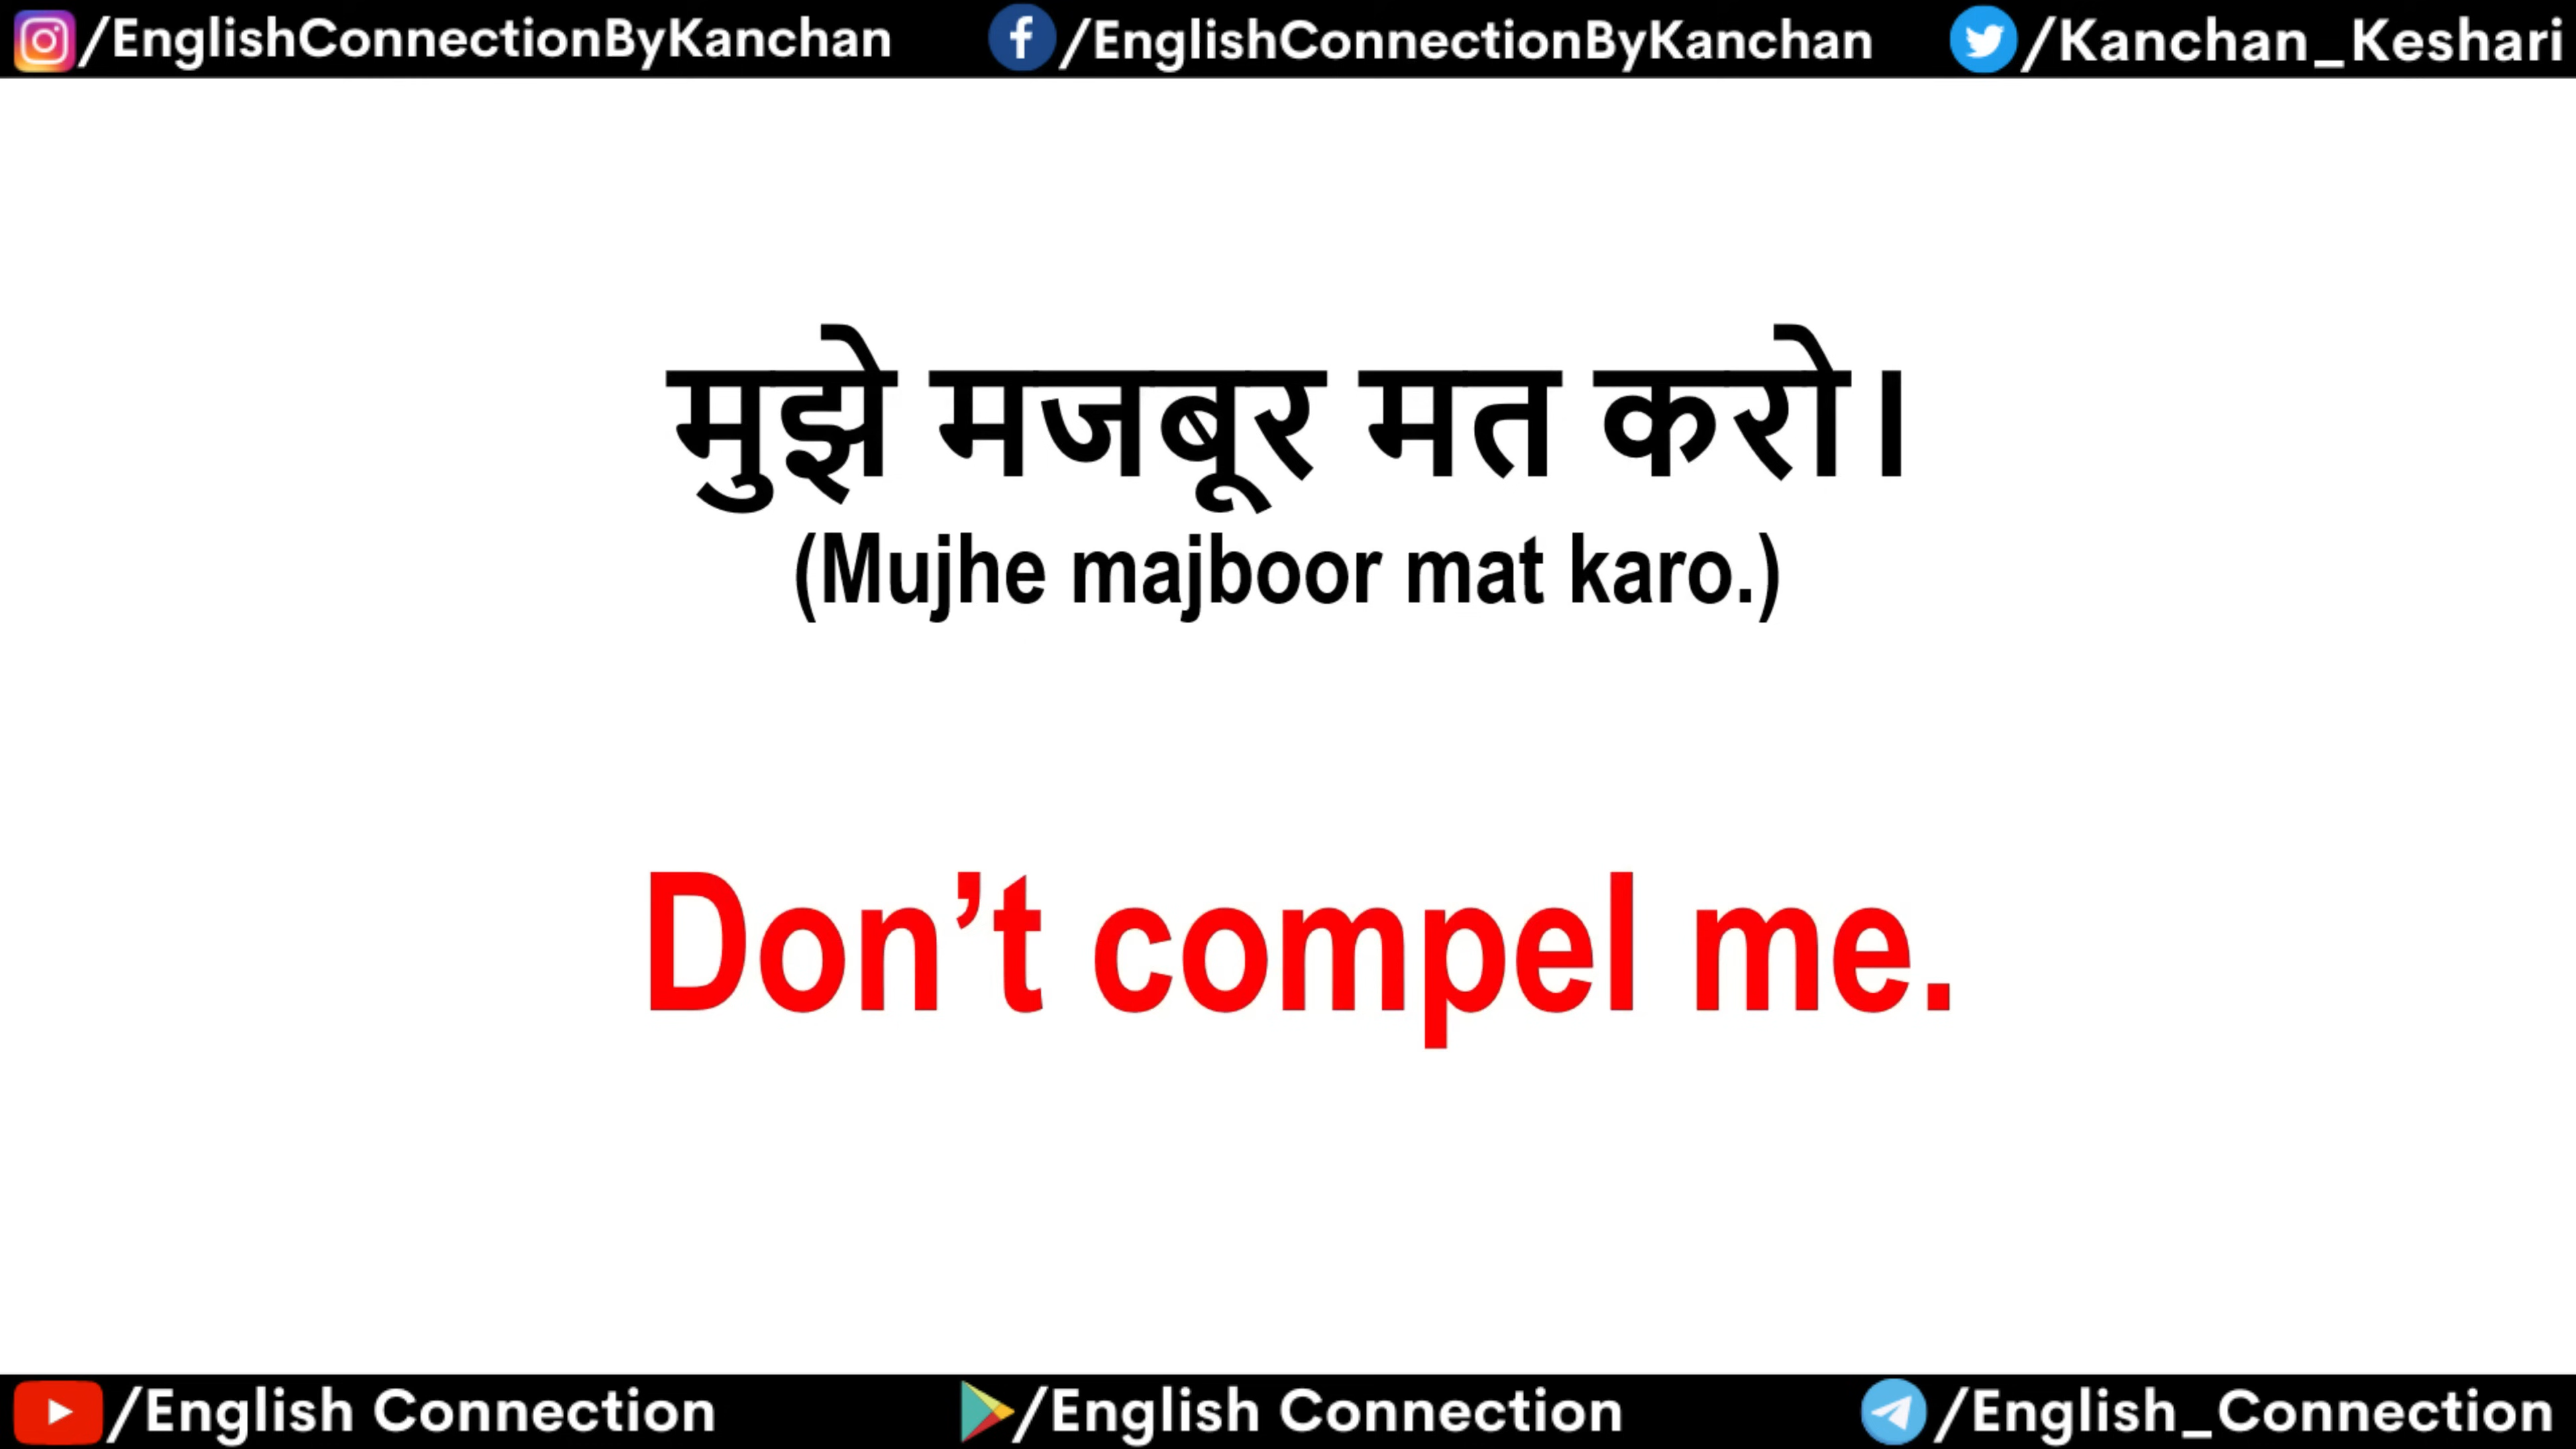 /EnglishConnectionByKanchan /EnglishConnectionByKanchan /Kanchan_Keshari
मुझे मजबूर मत करो।
(Mujhe majboor mat karo.)
Don’t compel me.
/English Connection /English Connection /English_Connection